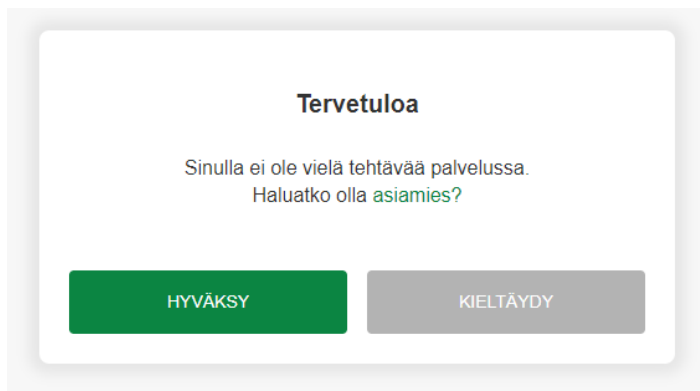 Tervetuloa
Sinulla ei ole vielä tehtävää palvelussa.
Haluatko olla asiamies?
HYVÄKSY
KIELTÄYDY